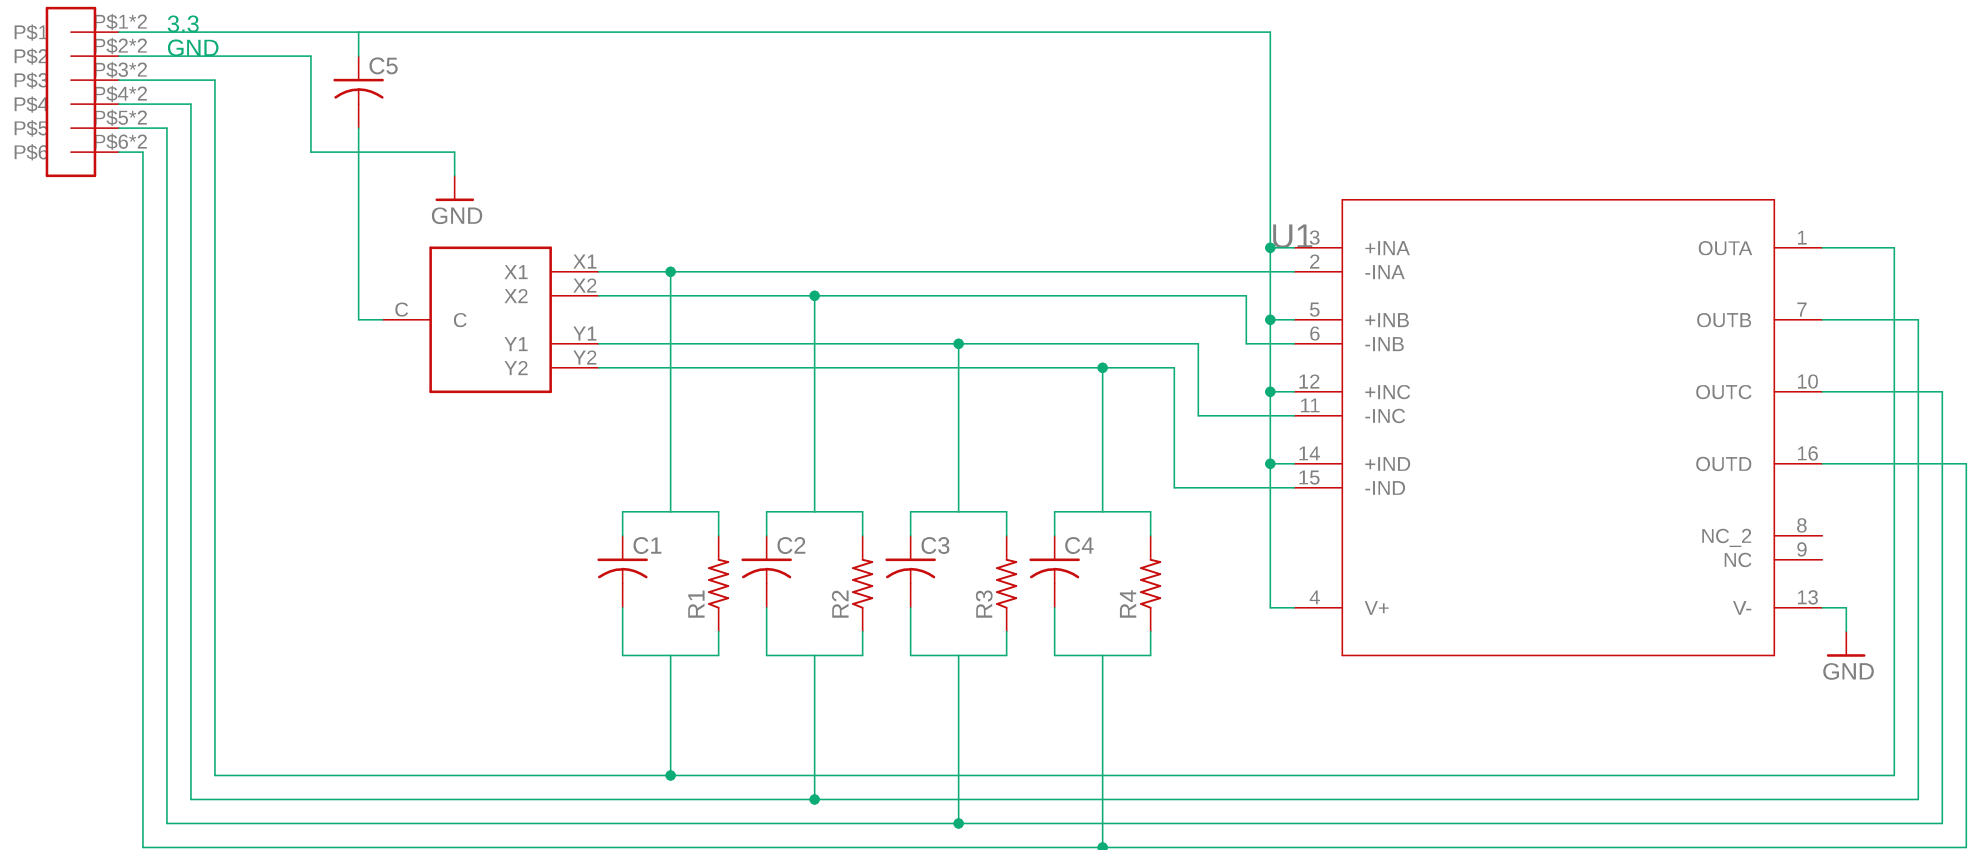 P$1 P$1*2 3.3
P$2 P$2*2 GND
P$3 P$3*2
P$4 P$4*2
P$5 P$5*2
P$6 P$6*2
C5
GND
X1 X1
X2 X2
C C
Y1 Y1
Y2 Y2
U1
3 +INA OUTA 1
2 -INA
5 +INB OUTB 7
6 -INB
12 +INC OUTC 10
11 -INC
14 +IND OUTD 16
15 -IND
NC_2 8
NC 9
4 V+ V- 13
GND
C1 R1 C2 R2 C3 R3 C4 R4